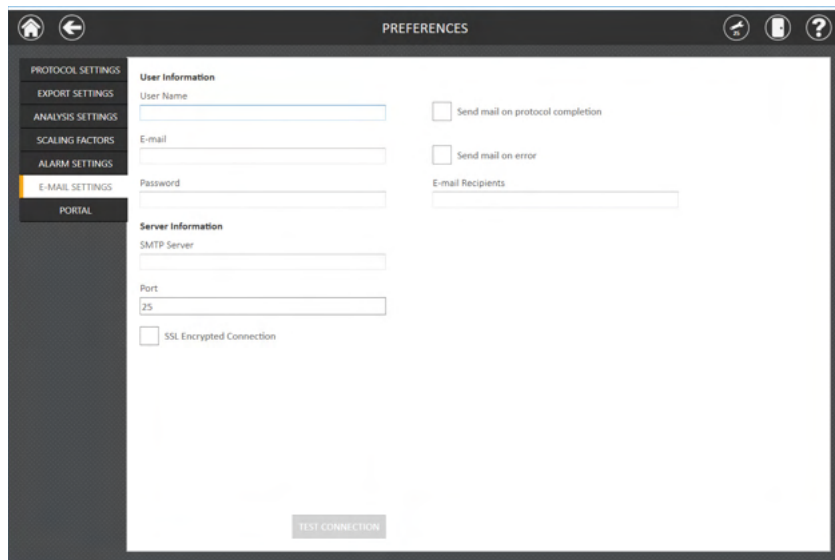 PREFERENCES
25
?
PROTOCOL SETTINGS
EXPORT SETTINGS
ANALYSIS SETTINGS
SCALING FACTORS
ALARM SETTINGS
E-MAIL SETTINGS
PORTAL
User Information
User Name
E-mail
Password
Server Information
SMTP Server
Port
25
SSL Encrypted Connection
Send mail on protocol completion
Send mail on error
E-mail Recipients
TEST CONNECTION